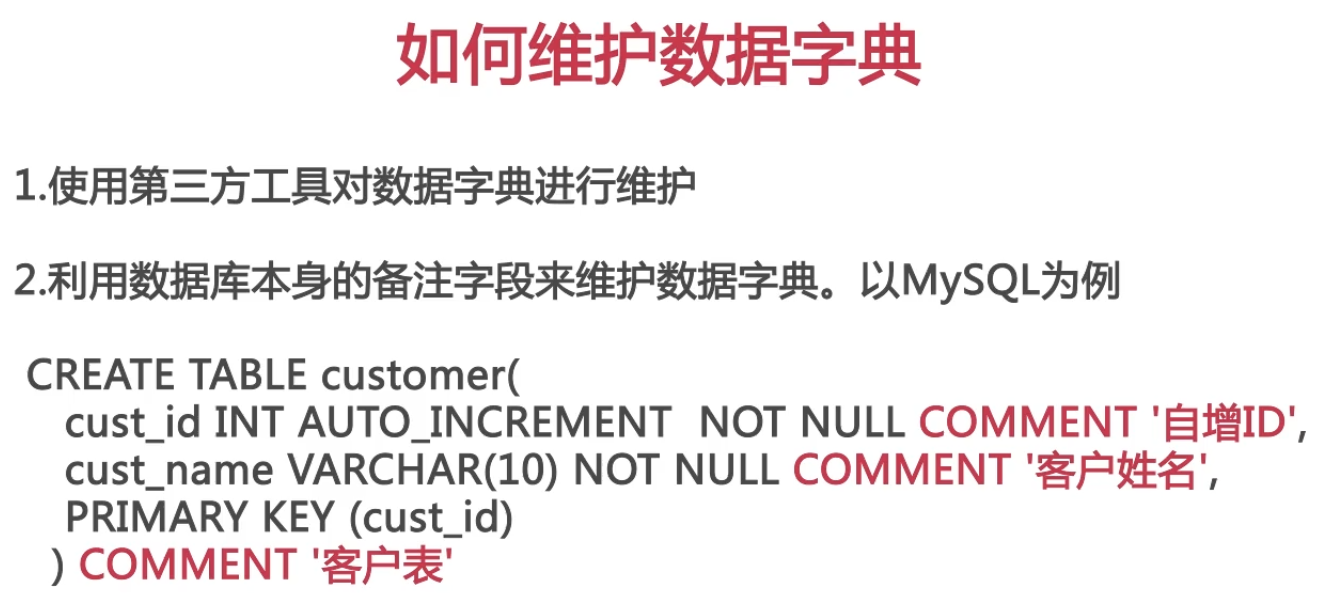 如何维护数据字典
1.使用第三方工具对数据字典进行维护
2.利用数据库本身的备注字段来维护数据字典。以MySQL为例
CREATE TABLE customer(
cust_id INT AUTO_INCREMENT  NOT NULL COMMENT '自增ID',
cust_name VARCHAR(10) NOT NULL COMMENT '客户姓名',
PRIMARY KEY (cust_id)
) COMMENT '客户表'